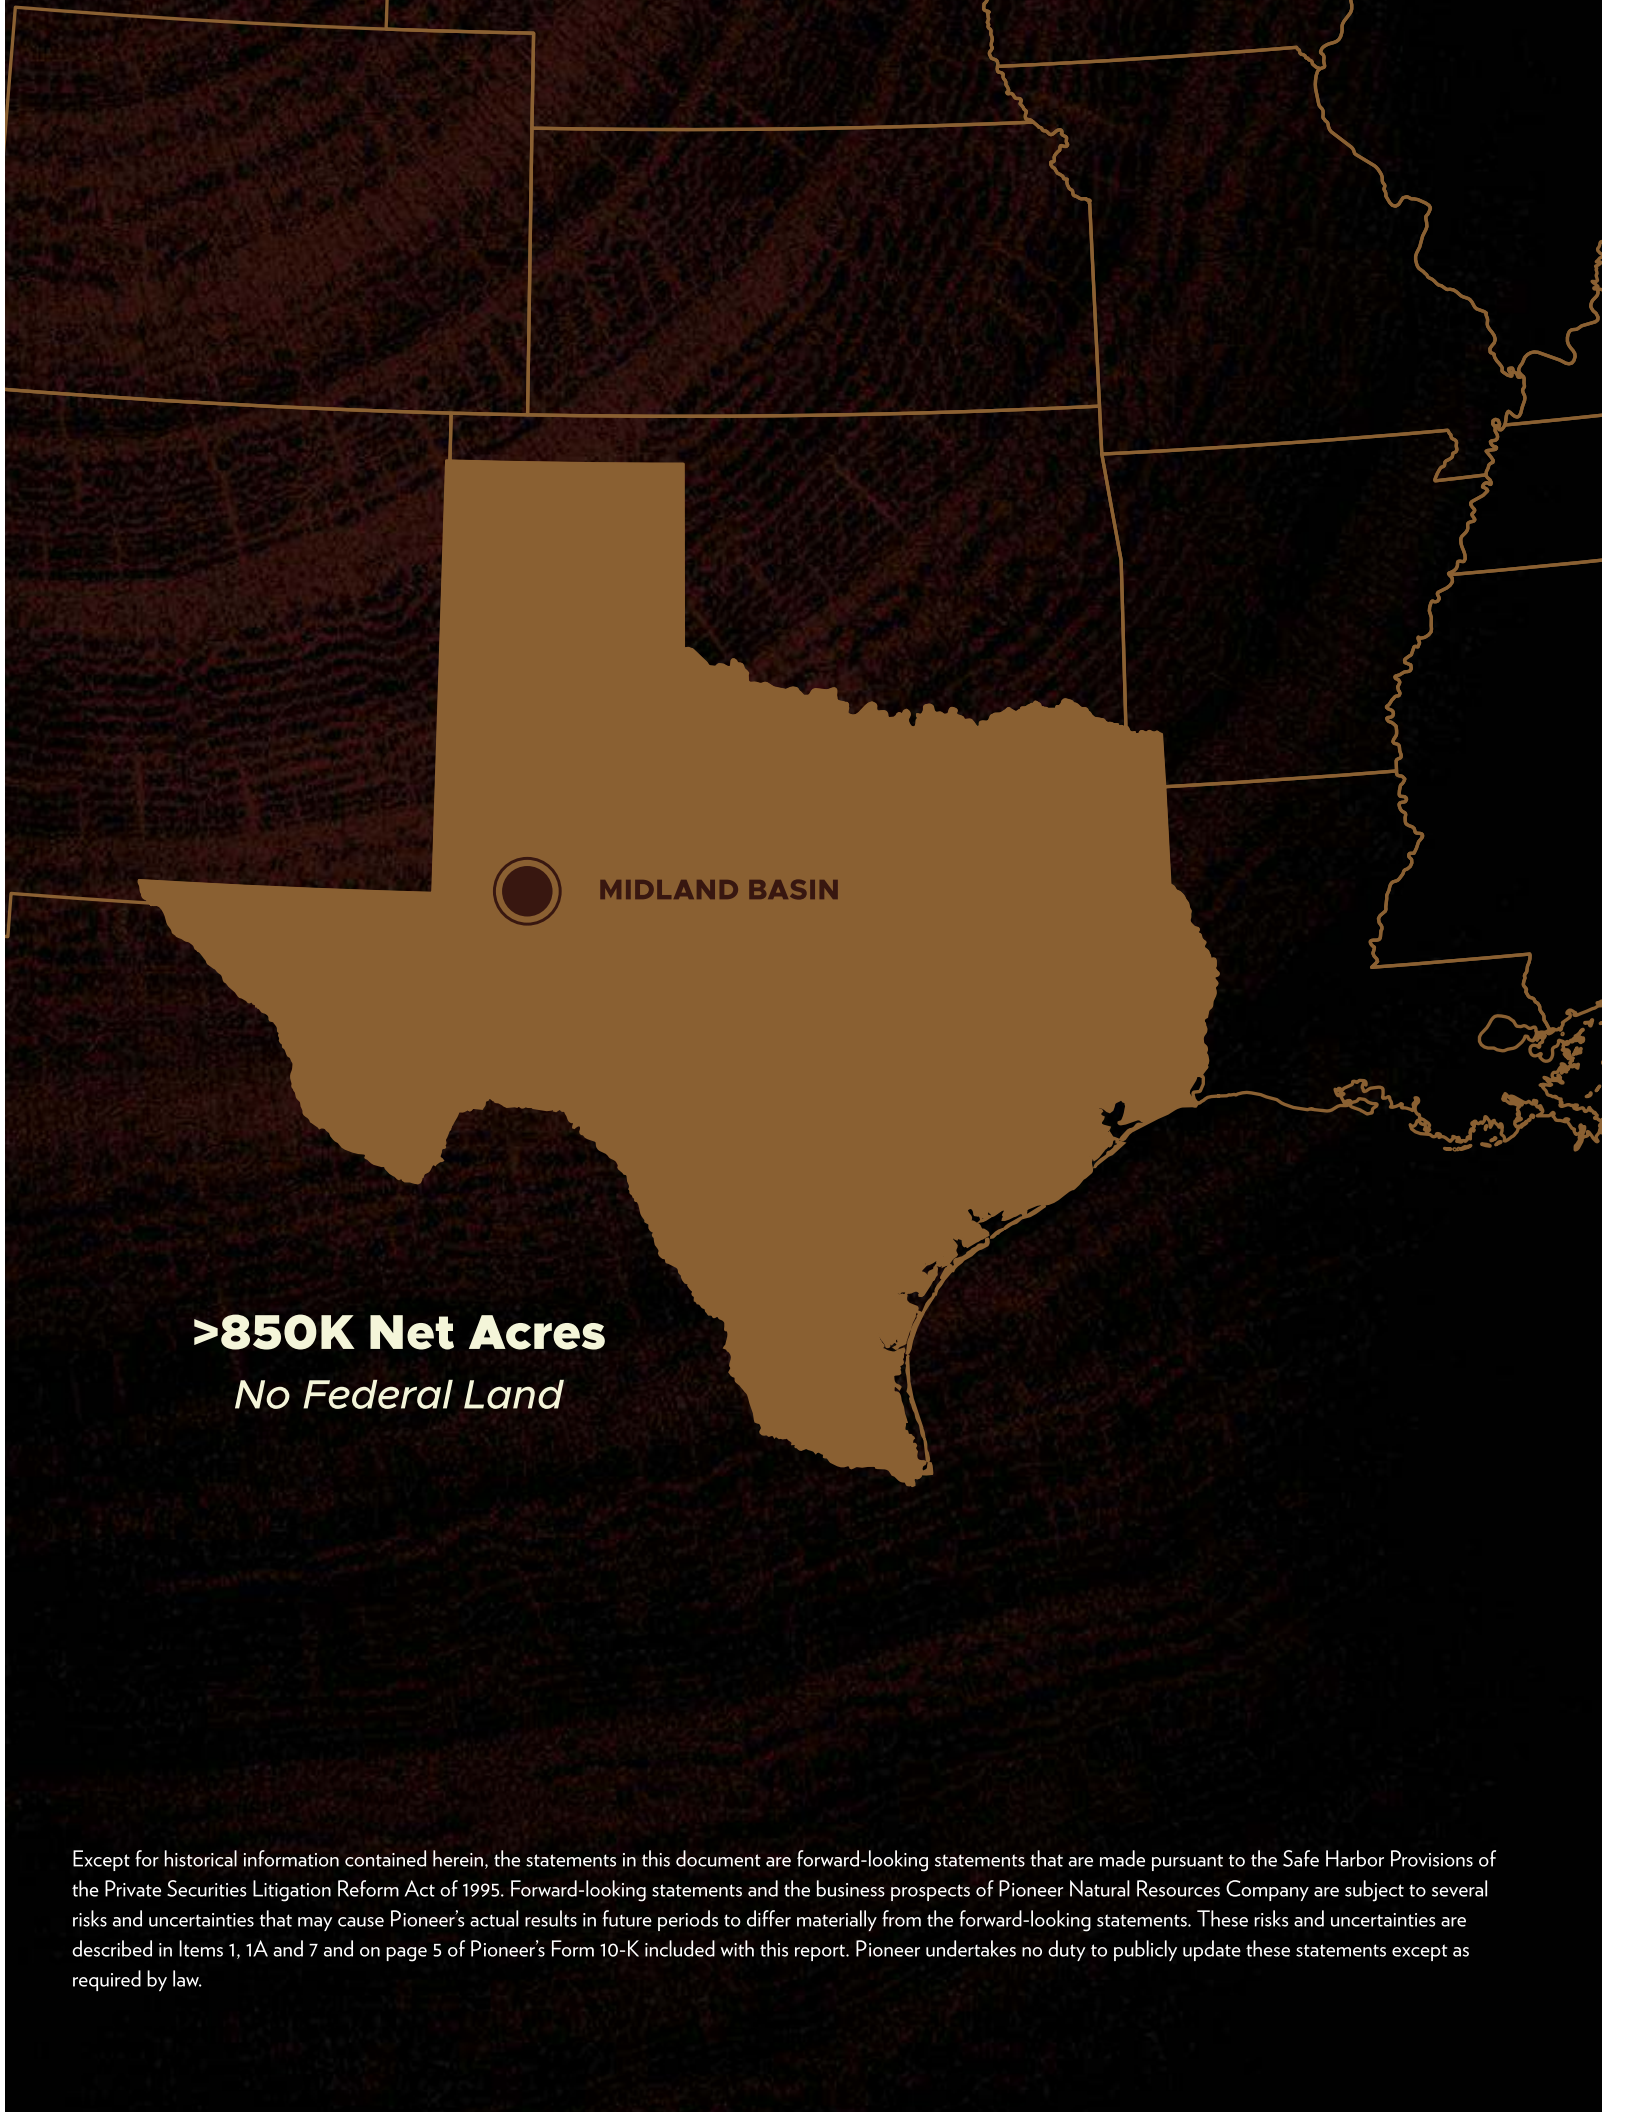 MIDLAND BASIN
>850K Net Acres
No Federal Land
Except for historical information contained herein, the statements in this document are forward-looking statements that are made pursuant to the Safe Harbor Provisions of
the Private Securities Litigation Reform Act of 1995. Forward-looking statements and the business prospects of Pioneer Natural Resources Company are subject to several
risks and uncertainties that may cause Pioneer’s actual results in future periods to differ materially from the forward-looking statements. These risks and uncertainties are
described in Items 1, 1A and 7 and on page 5 of Pioneer’s Form 10-K included with this report. Pioneer undertakes no duty to publicly update these statements except as
required by law.